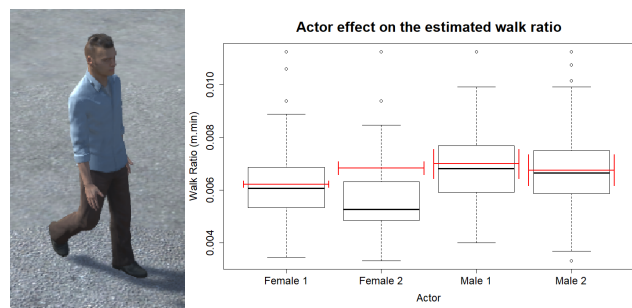 Actor effect on the estimated walk ratio
Walk Ratio (m.min)
0.010
0.008
0.006
0.004
Female 1
Female 2
Male 1
Male 2
Actor